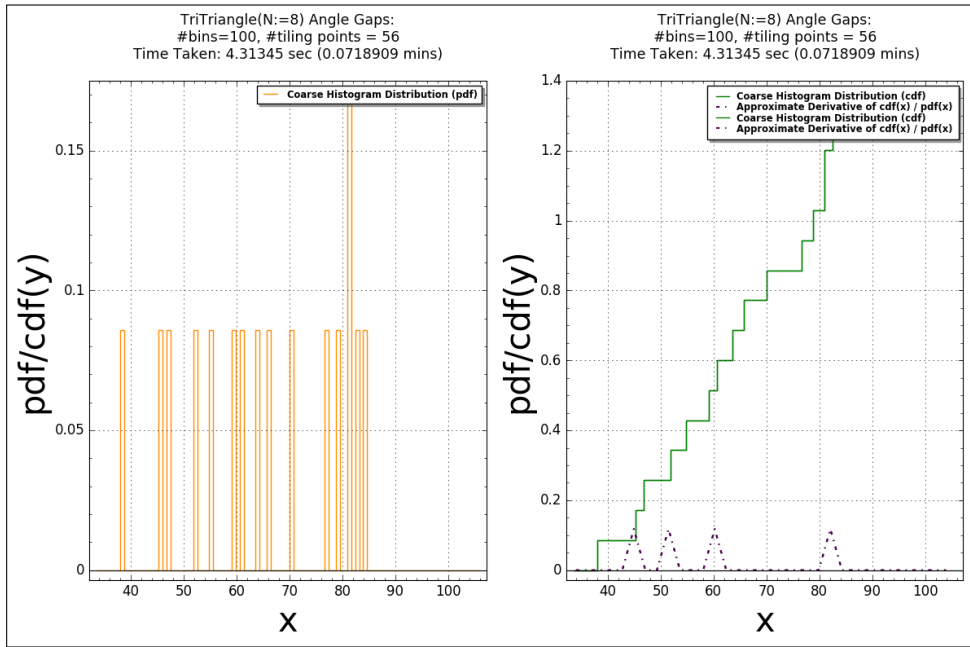 TriTriangle(N:=8) Angle Gaps:
#bins=100, #tiling points = 56
Time Taken: 4.31345 sec (0.0718909 mins)
Coarse Histogram Distribution (pdf)
0.15
0.1
0.05
0
pdf/cdf(y)
40 50 60 70 80 90 100
x
TriTriangle(N:=8) Angle Gaps:
#bins=100, #tiling points = 56
Time Taken: 4.31345 sec (0.0718909 mins)
Coarse Histogram Distribution (cdf)
Approximate Derivative of cdf(x) / pdf(x)
Coarse Histogram Distribution (cdf)
Approximate Derivative of cdf(x) / pdf(x)
1.4
1.2
1
0.8
0.6
0.4
0.2
0
pdf/cdf(y)
40 50 60 70 80 90 100
x